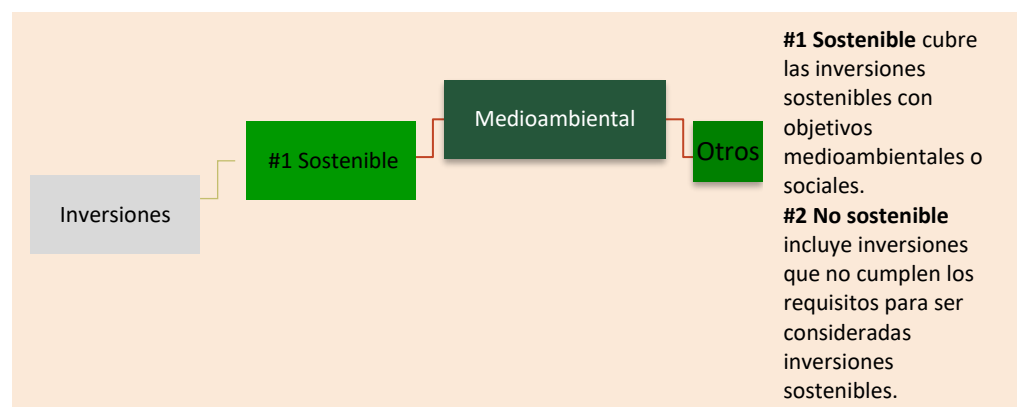 Inversiones
#1 Sostenible
Medioambiental
Otros
#1 Sostenible cubre
las inversiones
sostenibles con
objetivos
medioambientales o
sociales.
#2 No sostenible
incluye inversiones
que no cumplen los
requisitos para ser
consideradas
inversiones
sostenibles.